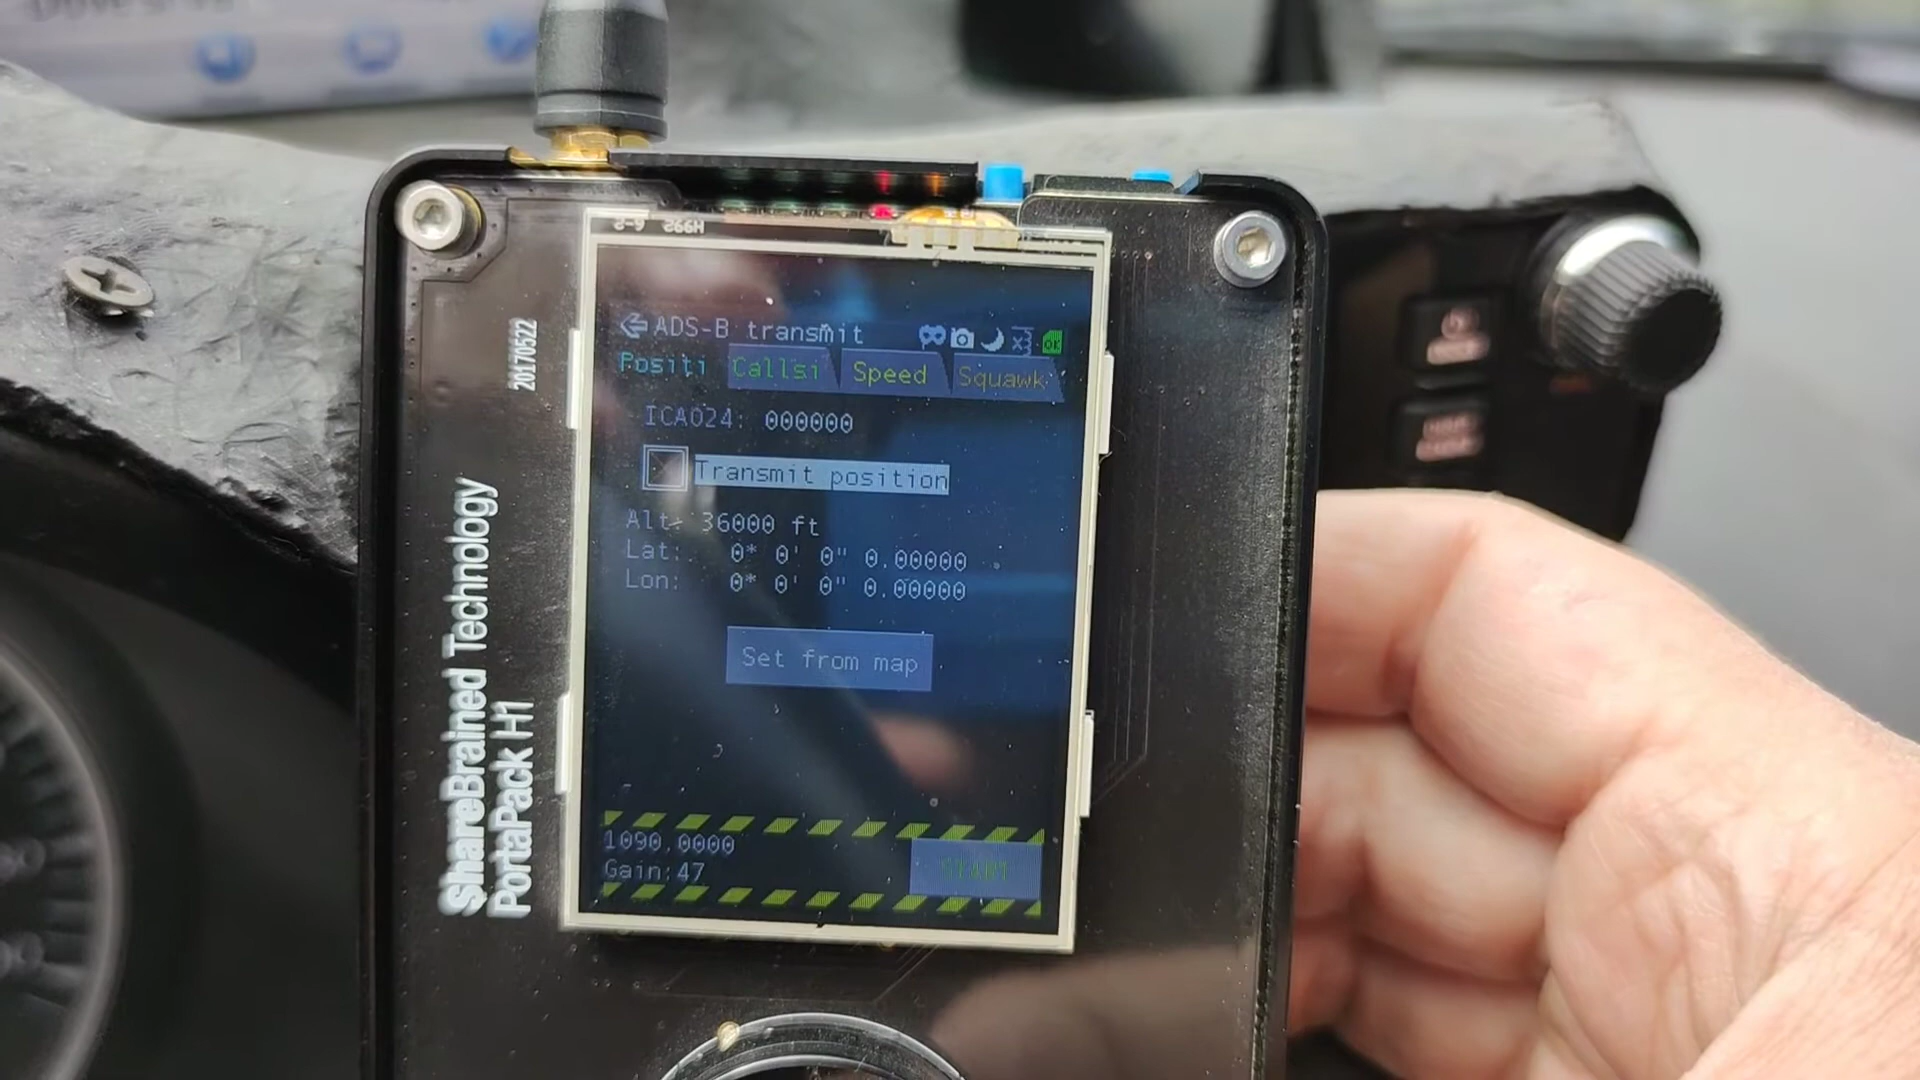 ADS-B transmit
Positi Callsi Speed Squawk
ICAO24: 000000
Transmit position
Alt: 36000 ft
Lat: 0* 0' 0" 0.00000
Lon: 0* 0' 0" 0.00000
Set from map
1090.0000
Gain:47
START
20170522
ShareBrained Technology
PortaPack H1